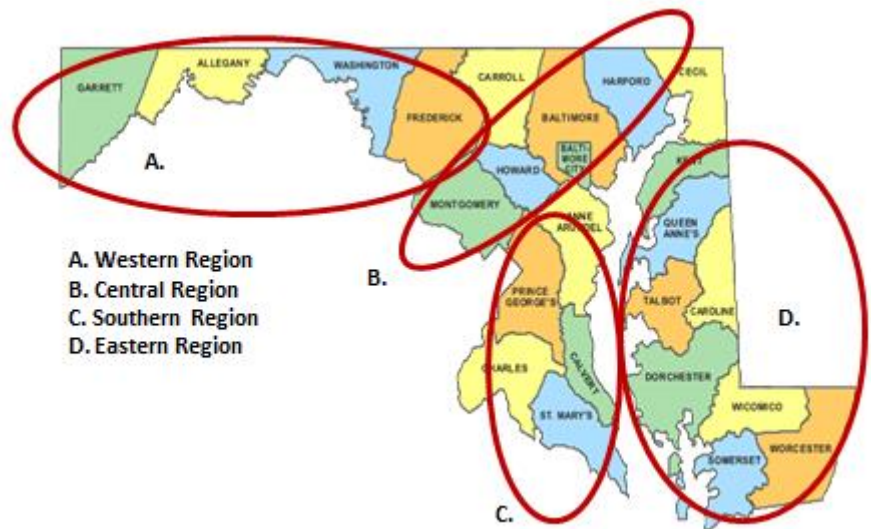 GARRETT
ALLEGANY
WASHINGTON
FREDERICK
CARROLL
BALTIMORE
HARFORD
CECIL
BALTI-
MORE
CITY
HOWARD
MONTGOMERY
KENT
ANNE
ARUNDEL
QUEEN
ANNE'S
PRINCE
GEORGE'S
TALBOT
CAROLINE
CHARLES
CALVERT
DORCHESTER
ST. MARY'S
WICOMICO
SOMERSET
WORCESTER
A.
B.
C.
D.
A. Western Region
B. Central Region
C. Southern Region
D. Eastern Region